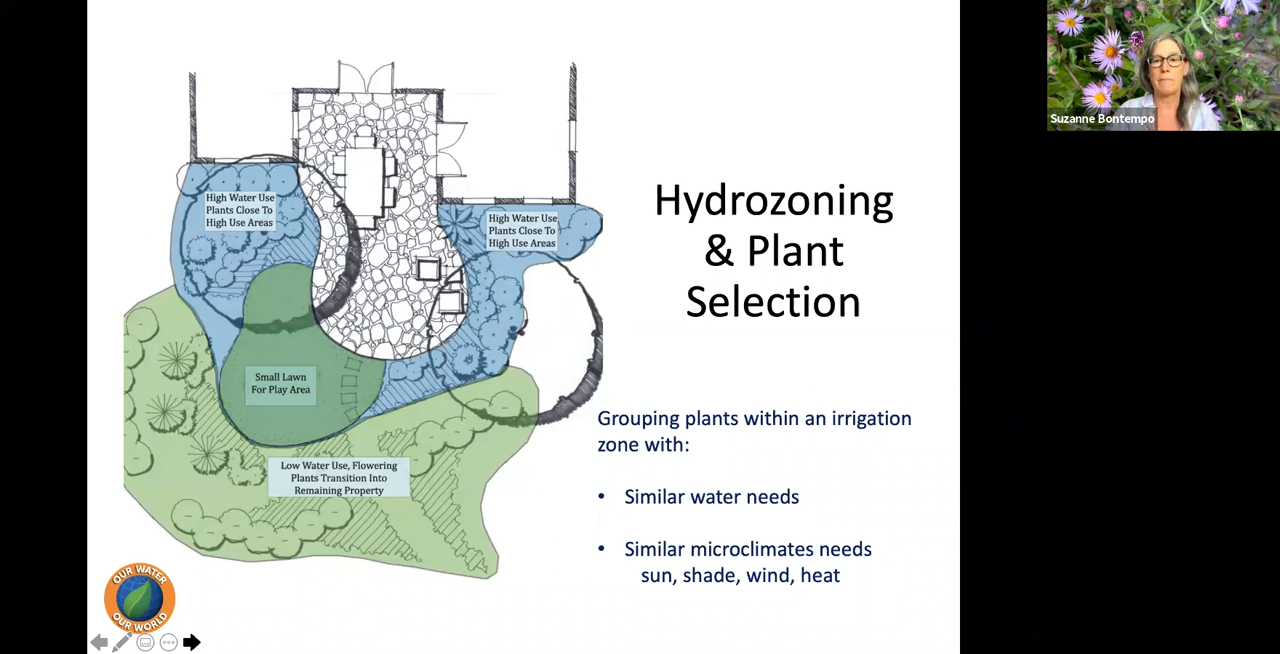 Suzanne Bontempo
High Water Use
Plants Close To
High Use Areas
High Water Use
Plants Close To
High Use Areas
Small Lawn
For Play Area
Low Water Use, Flowering
Plants Transition Into
Remaining Property
Hydrozoning
& Plant
Selection
Grouping plants within an irrigation
zone with:
• Similar water needs
• Similar microclimates needs
sun, shade, wind, heat
OUR WATER
OUR WORLD